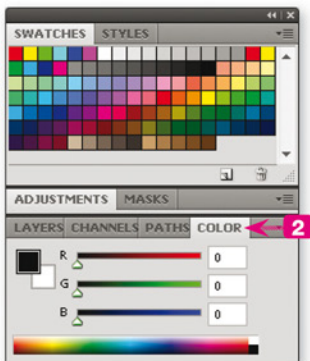 SWATCHES STYLES
ADJUSTMENTS MASKS
LAYERS CHANNELS PATHS COLOR 2
R 0
G 0
B 0